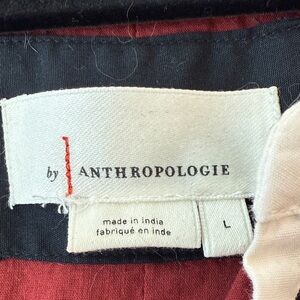 by ANTHROPOLOGIE
made in india
fabriqué en inde
L